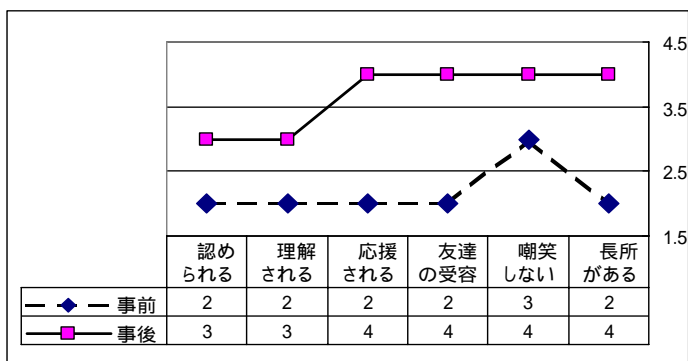 4.5
3.5
2.5
1.5
認め
られる
理解
される
応援
される
友達
の受容
嘲笑
しない
長所
がある
事前 2 2 2 2 3 2
事後 3 3 4 4 4 4